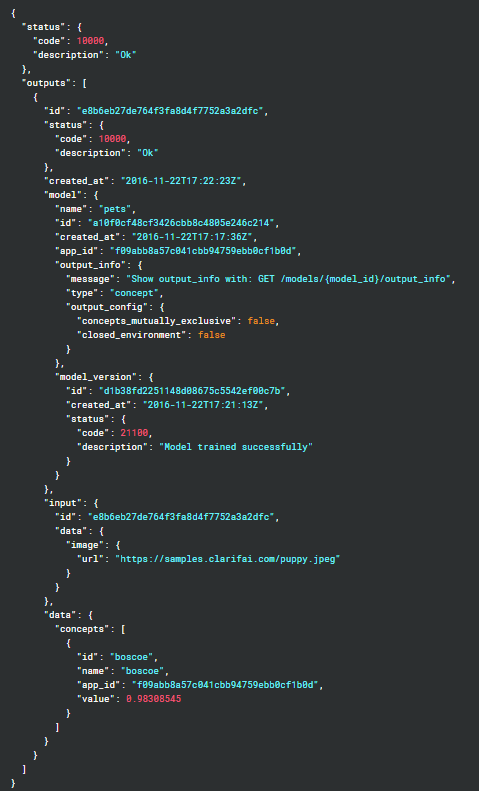 {
"status": {
"code": 10000,
"description": "Ok"
},
"outputs": [
{
"id": "e8b6eb27de764f3fa8d4f7752a3a2dfc",
"status": {
"code": 10000,
"description": "Ok"
},
"created_at": "2016-11-22T17:22:23Z",
"model": {
"name": "pets",
"id": "a10f0cf48cf3426cbb8c4805e246c214",
"created_at": "2016-11-22T17:17:36Z",
"app_id": "f09abb8a57c041cbb94759ebb0cf1b0d",
"output_info": {
"message": "Show output_info with: GET /models/{model_id}/output_info",
"type": "concept",
"output_config": {
"concepts_mutually_exclusive": false,
"closed_environment": false
}
},
"model_version": {
"id": "d1b38fd2251148d08675c5542ef00c7b",
"created_at": "2016-11-22T17:21:13Z",
"status": {
"code": 21100,
"description": "Model trained successfully"
}
}
},
"input": {
"id": "e8b6eb27de764f3fa8d4f7752a3a2dfc",
"data": {
"image": {
"url": "https://samples.clarifai.com/puppy.jpeg"
}
}
},
"data": {
"concepts": [
{
"id": "boscoe",
"name": "boscoe",
"app_id": "f09abb8a57c041cbb94759ebb0cf1b0d",
"value": 0.98308545
}
]
}
}
]
}